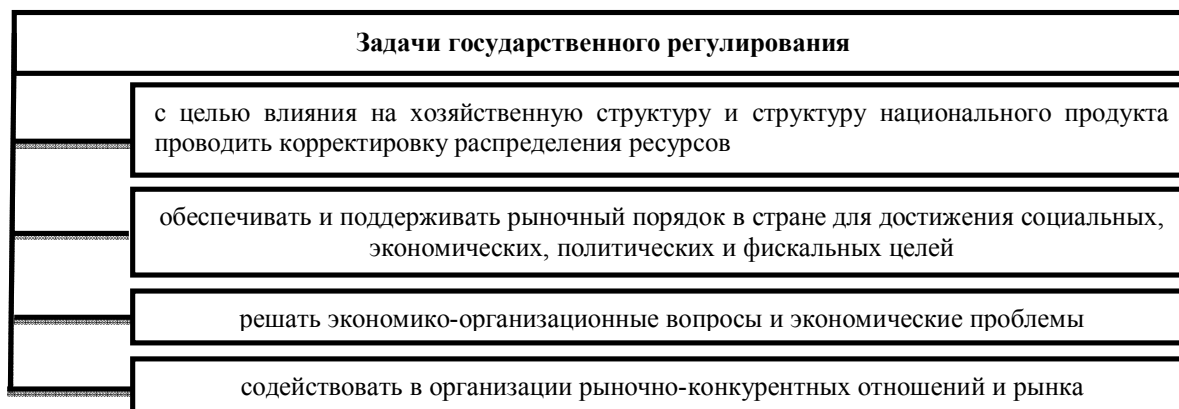 Задачи государственного регулирования
с целью влияния на хозяйственную структуру и структуру национального продукта
проводить корректировку распределения ресурсов
обеспечивать и поддерживать рыночный порядок в стране для достижения социальных,
экономических, политических и фискальных целей
решать экономико-организационные вопросы и экономические проблемы
содействовать в организации рыночно-конкурентных отношений и рынка